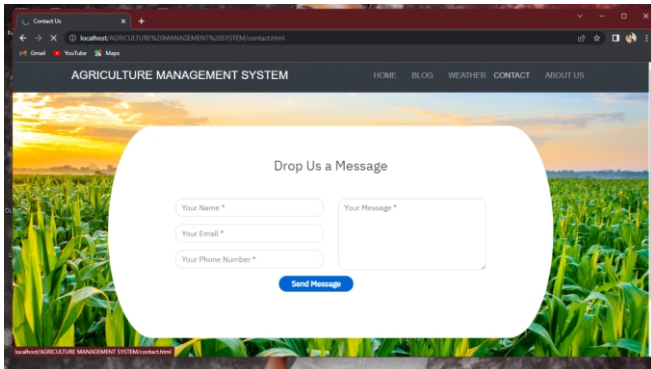 Contact Us
localhost/AGRICULTURE%20MANAGEMENT%20SYSTEM/contact.html
Gmail YouTube Maps
AGRICULTURE MANAGEMENT SYSTEM HOME BLOG WEATHER CONTACT ABOUT US
Drop Us a Message
Your Name * Your Message *
Your Email *
Your Phone Number *
Send Message
localhost/AGRICULTURE MANAGEMENT SYSTEM/contact.html